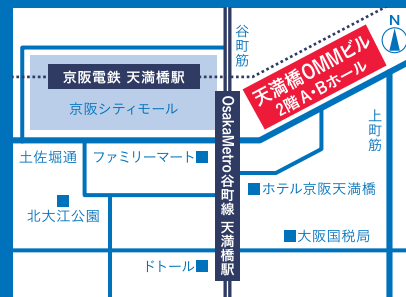 N
谷町筋
京阪電鉄 天満橋駅
京阪シティモール
天満橋OMMビル
2階 A・Bホール
上町筋
OsakaMetro谷町線 天満橋駅
土佐堀通
ファミリーマート
ホテル京阪天満橋
北大江公園
大阪国税局
ドトール